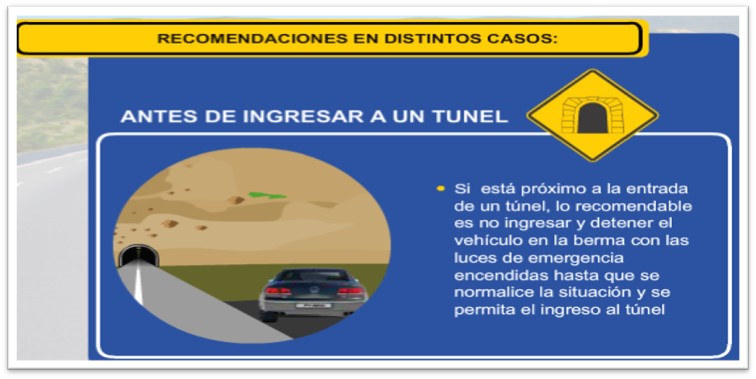 RECOMENDACIONES EN DISTINTOS CASOS:
ANTES DE INGRESAR A UN TUNEL
• Si está próximo a la entrada
de un túnel, lo recomendable
es no ingresar y detener el
vehículo en la berma con las
luces de emergencia
encendidas hasta que se
normalice la situación y se
permita el ingreso al túnel